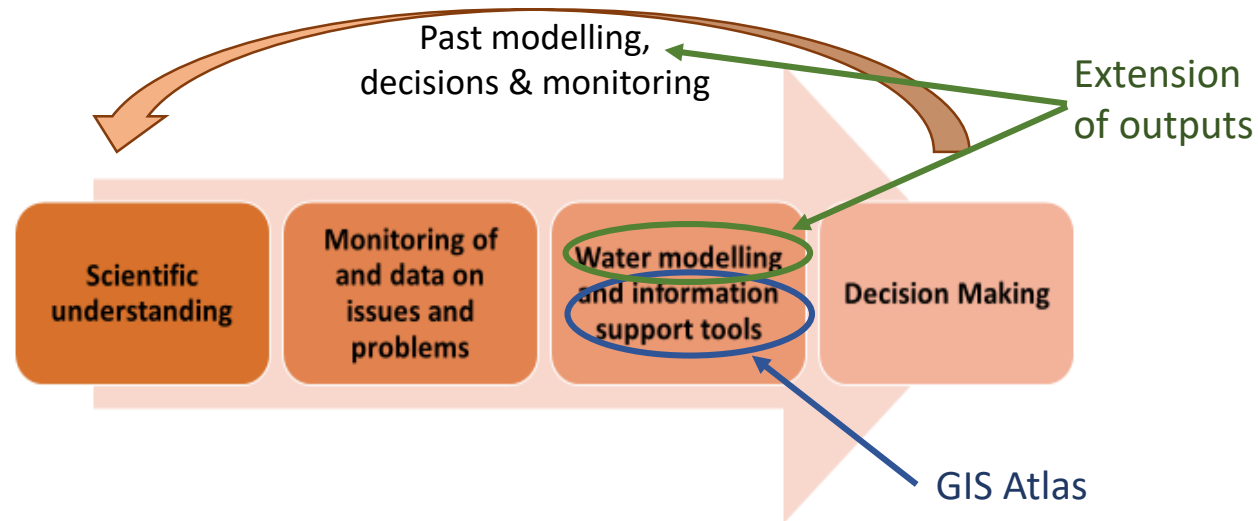 Past modelling,
decisions & monitoring
Extension
of outputs
Scientific
understanding
Monitoring of
and data on
issues and
problems
Water modelling
and information
support tools
Decision Making
GIS Atlas